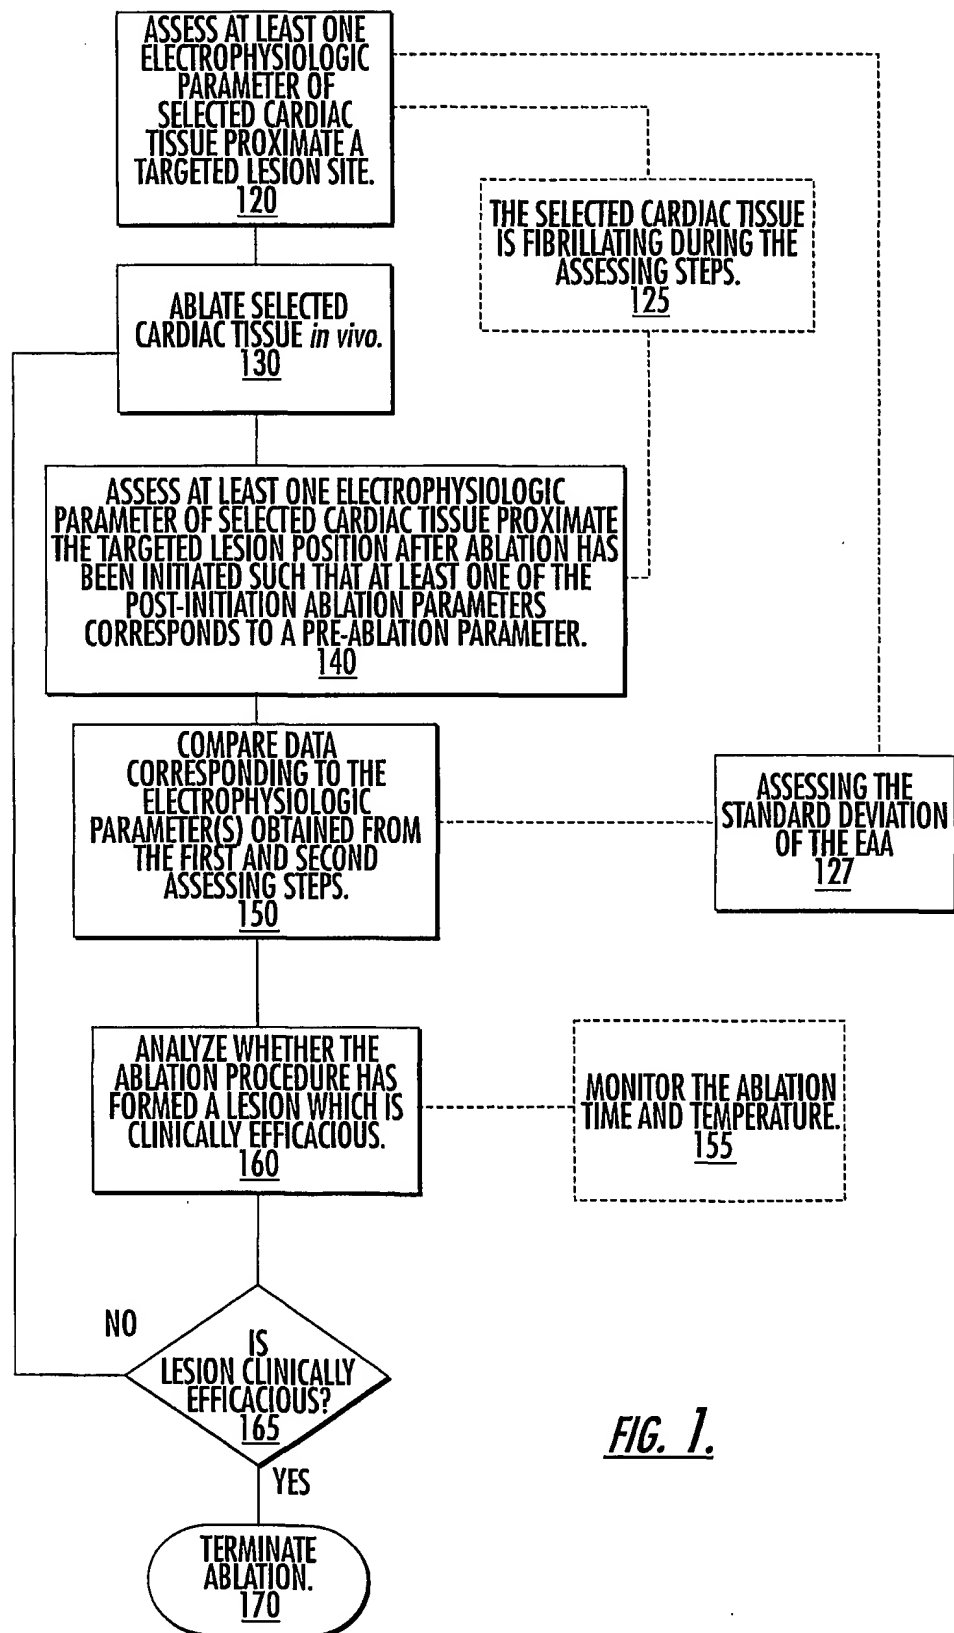 ASSESS AT LEAST ONE
ELECTROPHYSIOLOGIC
PARAMETER OF
SELECTED CARDIAC
TISSUE PROXIMATE A
TARGETED LESION SITE.
120
THE SELECTED CARDIAC TISSUE
IS FIBRILLATING DURING THE
ASSESSING STEPS.
125
ABLATE SELECTED
CARDIAC TISSUE in vivo.
130
ASSESS AT LEAST ONE ELECTROPHYSIOLOGIC
PARAMETER OF SELECTED CARDIAC TISSUE PROXIMATE
THE TARGETED LESION POSITION AFTER ABLATION HAS
BEEN INITIATED SUCH THAT AT LEAST ONE OF THE
POST-INITIATION ABLATION PARAMETERS
CORRESPONDS TO A PRE-ABLATION PARAMETER.
140
COMPARE DATA
CORRESPONDING TO THE
ELECTROPHYSIOLOGIC
PARAMETER(S) OBTAINED FROM
THE FIRST AND SECOND
ASSESSING STEPS.
150
ASSESSING THE
STANDARD DEVIATION
OF THE EAA
127
ANALYZE WHETHER THE
ABLATION PROCEDURE HAS
FORMED A LESION WHICH IS
CLINICALLY EFFICACIOUS.
160
MONITOR THE ABLATION
TIME AND TEMPERATURE.
155
NO
IS
LESION CLINICALLY
EFFICACIOUS?
165
YES
TERMINATE
ABLATION.
170
FIG. 1.